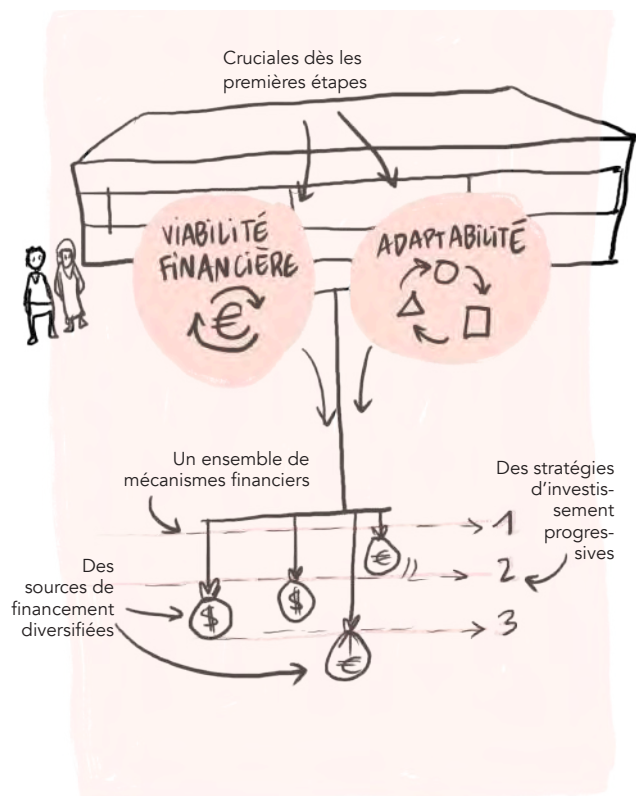 Cruciales dès les
premières étapes
VIABILITÉ
FINANCIÈRE
€
ADAPTABILITÉ
Un ensemble de
mécanismes financiers
Des stratégies
d'investis-
sement
progres-
sives
1
2
3
Des
sources de
financement
diversifiées
$
$
€
€